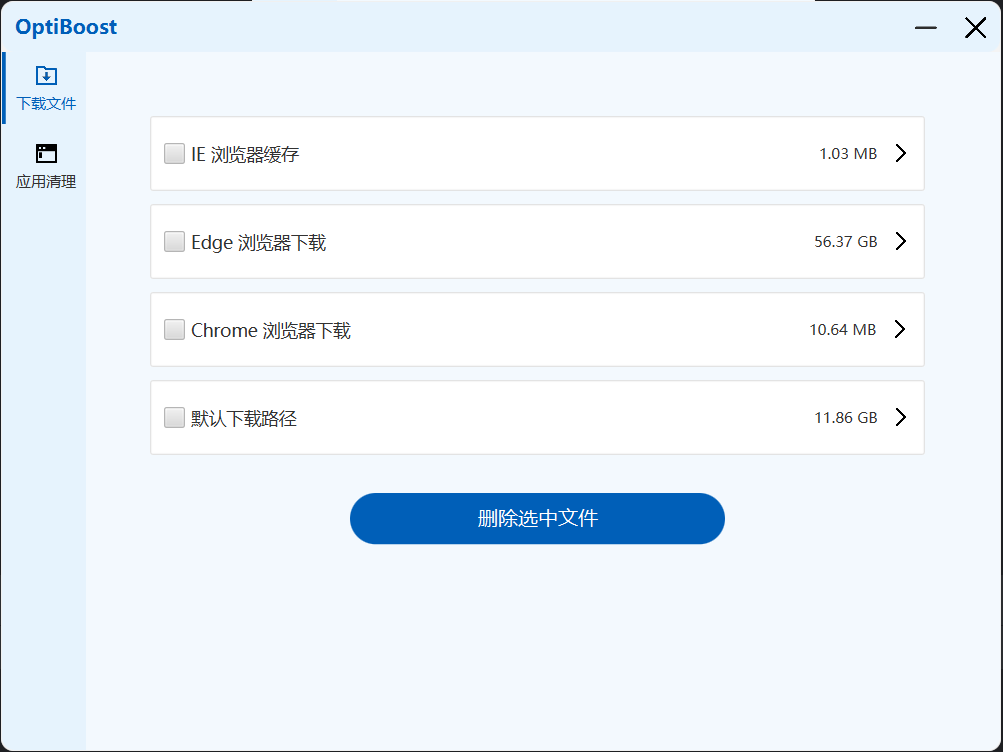 OptiBoost
下载文件
应用清理
IE 浏览器缓存 1.03 MB
Edge 浏览器下载 56.37 GB
Chrome 浏览器下载 10.64 MB
默认下载路径 11.86 GB
删除选中文件